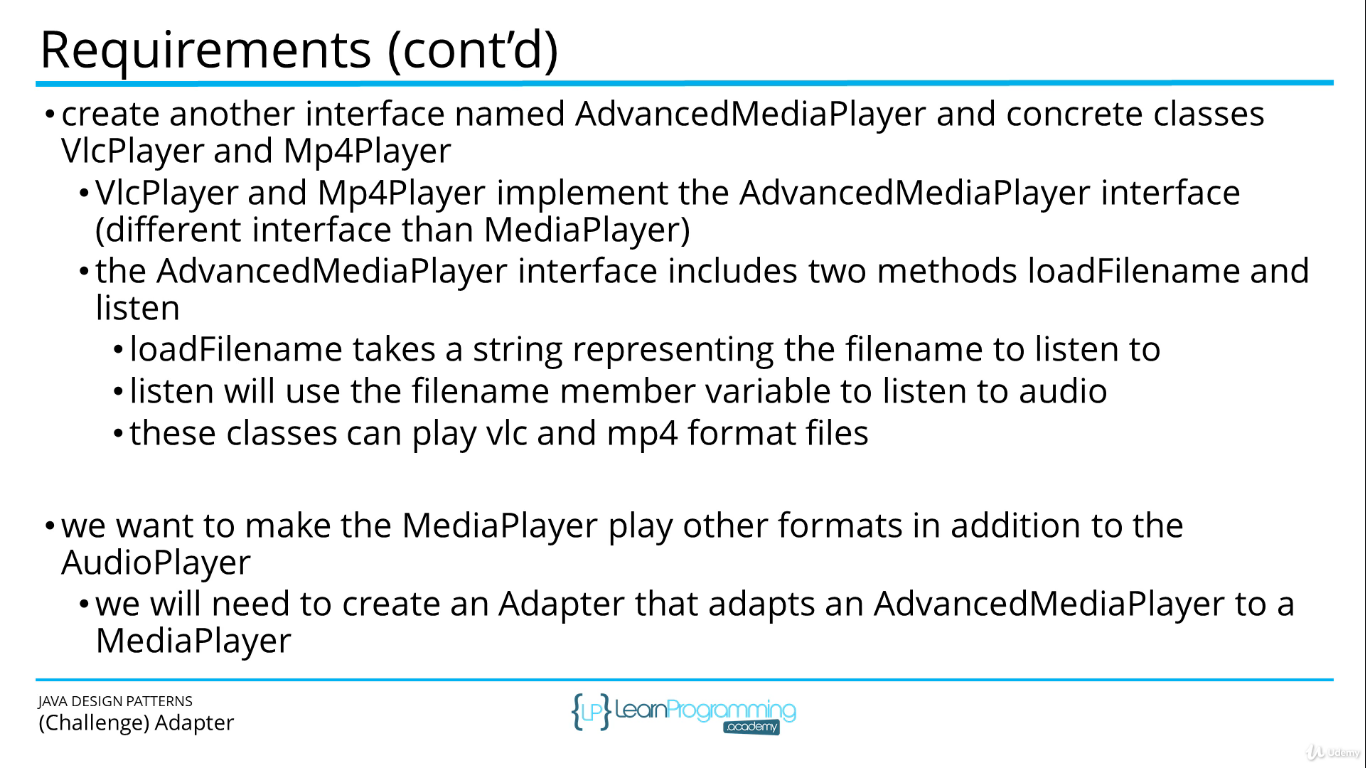 Requirements (cont’d)
• create another interface named AdvancedMediaPlayer and concrete classes
VlcPlayer and Mp4Player
• VlcPlayer and Mp4Player implement the AdvancedMediaPlayer interface
(different interface than MediaPlayer)
• the AdvancedMediaPlayer interface includes two methods loadFilename and
listen
• loadFilename takes a string representing the filename to listen to
• listen will use the filename member variable to listen to audio
• these classes can play vlc and mp4 format files
• we want to make the MediaPlayer play other formats in addition to the
AudioPlayer
• we will need to create an Adapter that adapts an AdvancedMediaPlayer to a
MediaPlayer
JAVA DESIGN PATTERNS
(Challenge) Adapter
{LP} LearnProgramming
.academy
Udemy